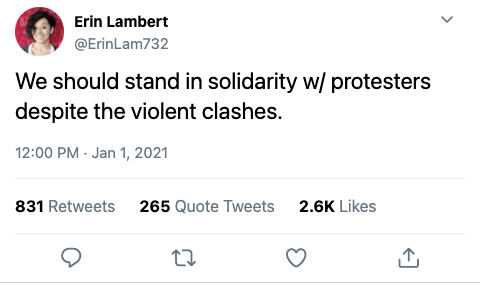 Erin Lambert
@ErinLam732
We should stand in solidarity w/ protesters
despite the violent clashes.
12:00 PM · Jan 1, 2021
831 Retweets 265 Quote Tweets 2.6K Likes